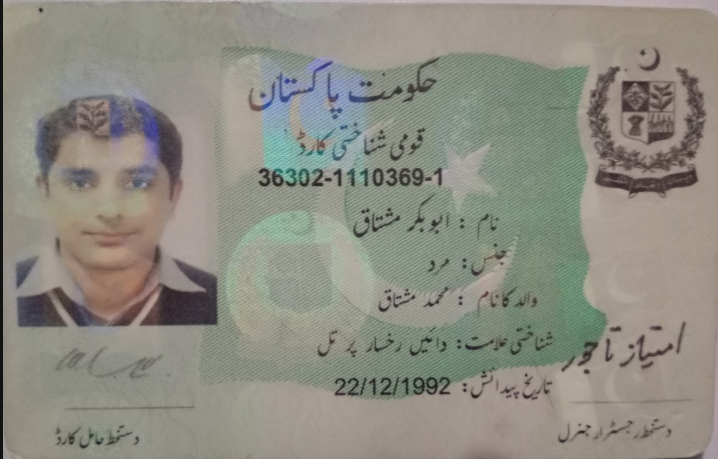 حکومت پاکستان
قومی شناختی کارڈ
36302-1110369-1
نام : ابوبکر مشتاق
جنس: مرد
والد کا نام : محمد مشتاق
شناختی علامت: دائیں رخسار پر تل
تاریخ پیدائش: 22/12/1992
امتیاز تاجور
دستخط حامل کارڈ
دستخط رجسٹرار جنرل